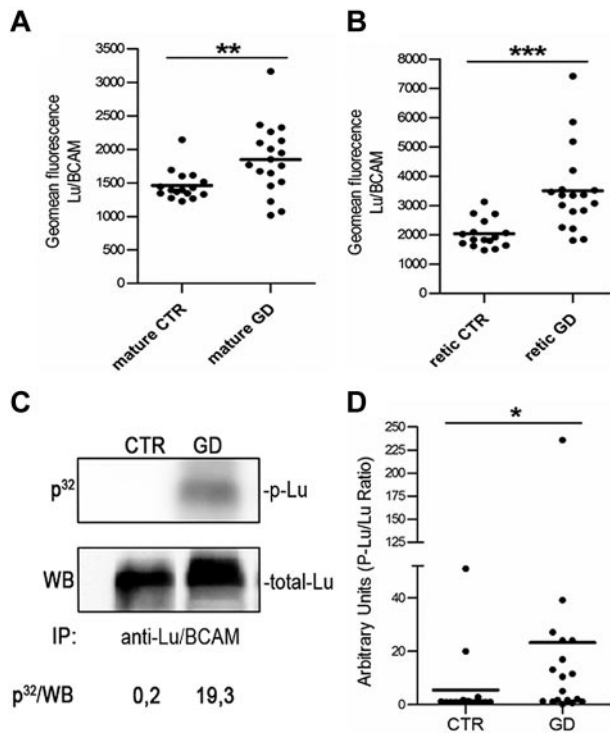 A
**
Geomean fluorescence
Lu/BCAM
3500
3000
2500
2000
1500
1000
500
0
mature CTR
mature GD
B
***
Geomean fluorecence
Lu/BCAM
8000
7000
6000
5000
4000
3000
2000
1000
0
retic CTR
retic GD
C
CTR GD
p32 -p-Lu
WB -total-Lu
IP: anti-Lu/BCAM
p32/WB 0,2 19,3
D
*
Arbitrary Units (P-Lu/Lu Ratio)
250
225
200
175
150
125
40
20
0
CTR
GD